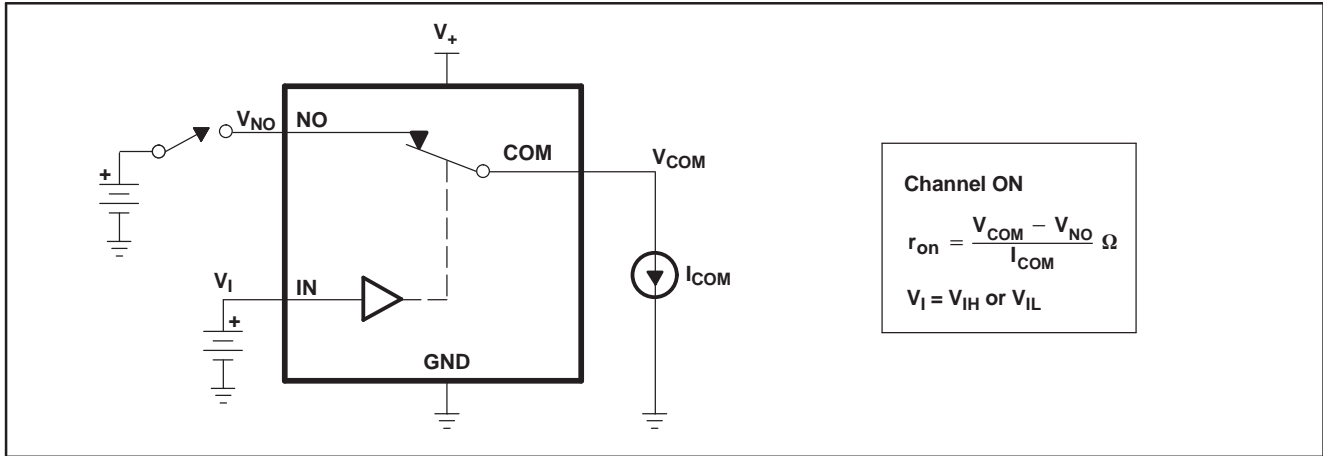 V+
VNO NO
COM
VCOM
+
VI
IN
+
ICOM
GND
Channel ON
ron = VCOM − VNO / ICOM Ω
VI = VIH or VIL